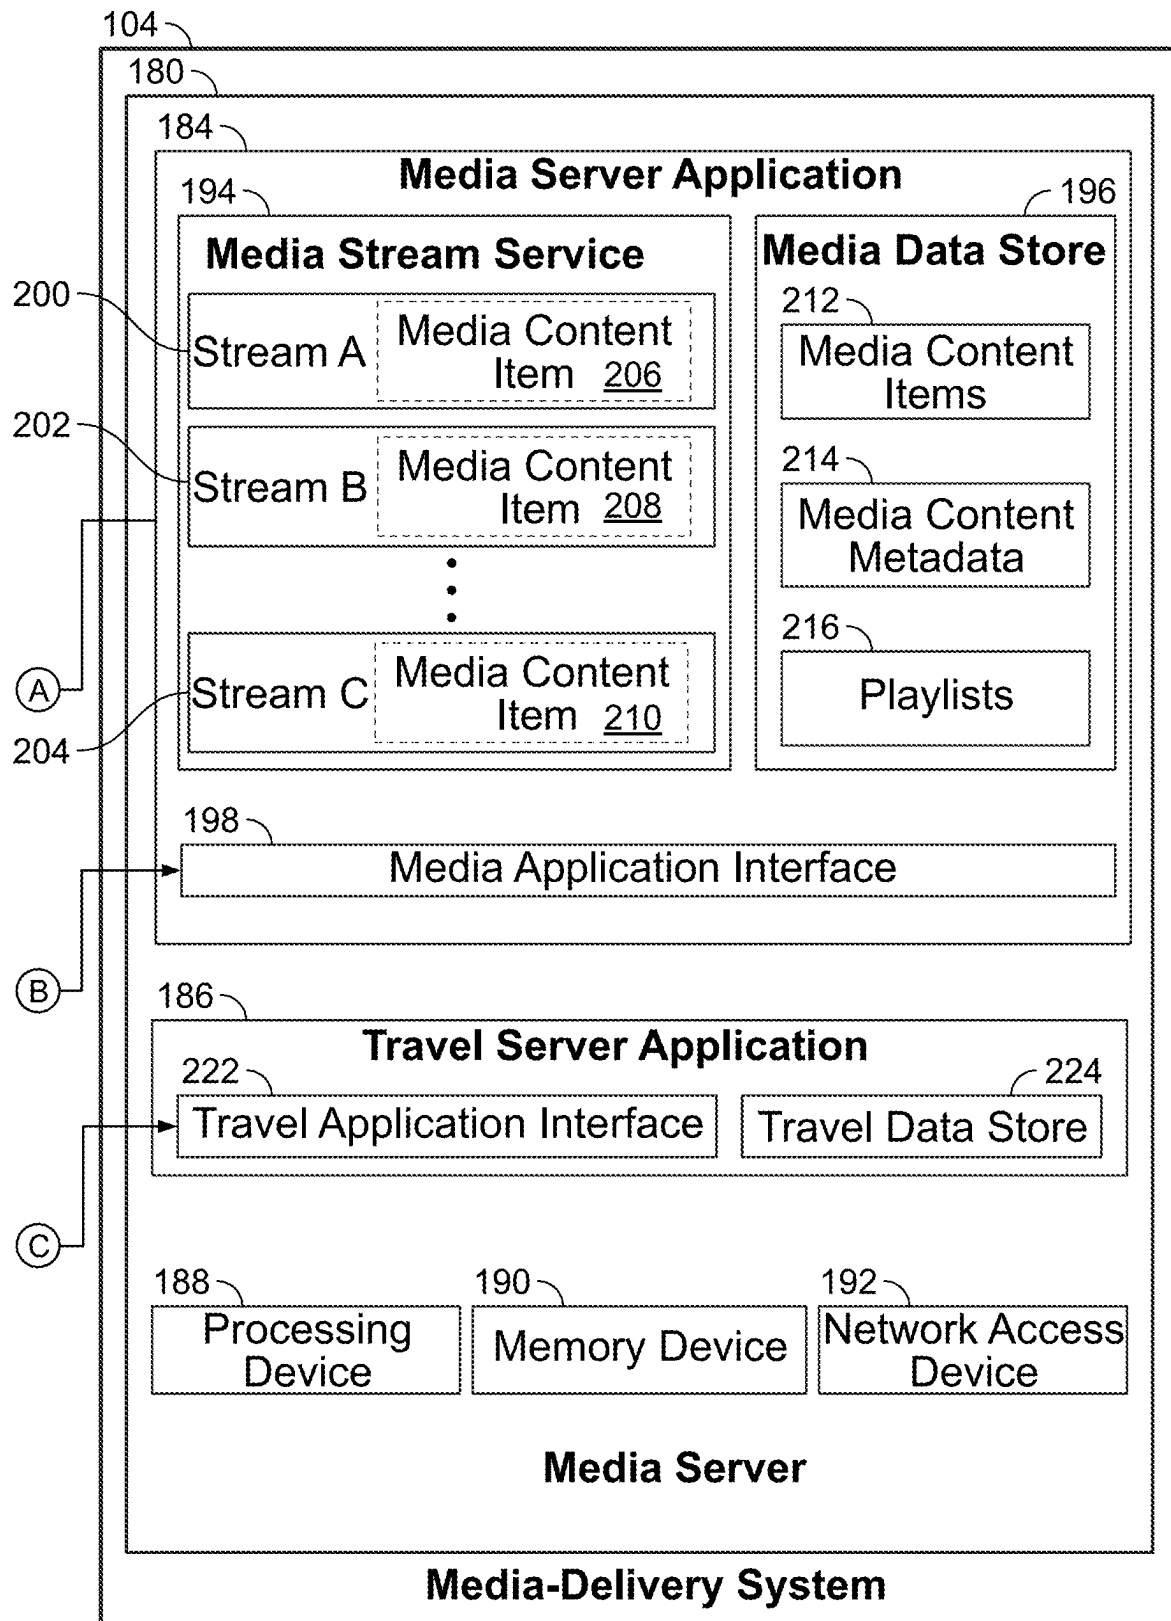 104
180
184
Media Server Application
194
196
Media Stream Service
Media Data Store
200
Stream A
Media Content
Item 206
212
Media Content
Items
202
Stream B
Media Content
Item 208
214
Media Content
Metadata
Stream C
Media Content
Item 210
204
216
Playlists
A
198
Media Application Interface
B
186
Travel Server Application
222
Travel Application Interface
224
Travel Data Store
C
188
Processing
Device
190
Memory Device
192
Network Access
Device
Media Server
Media-Delivery System